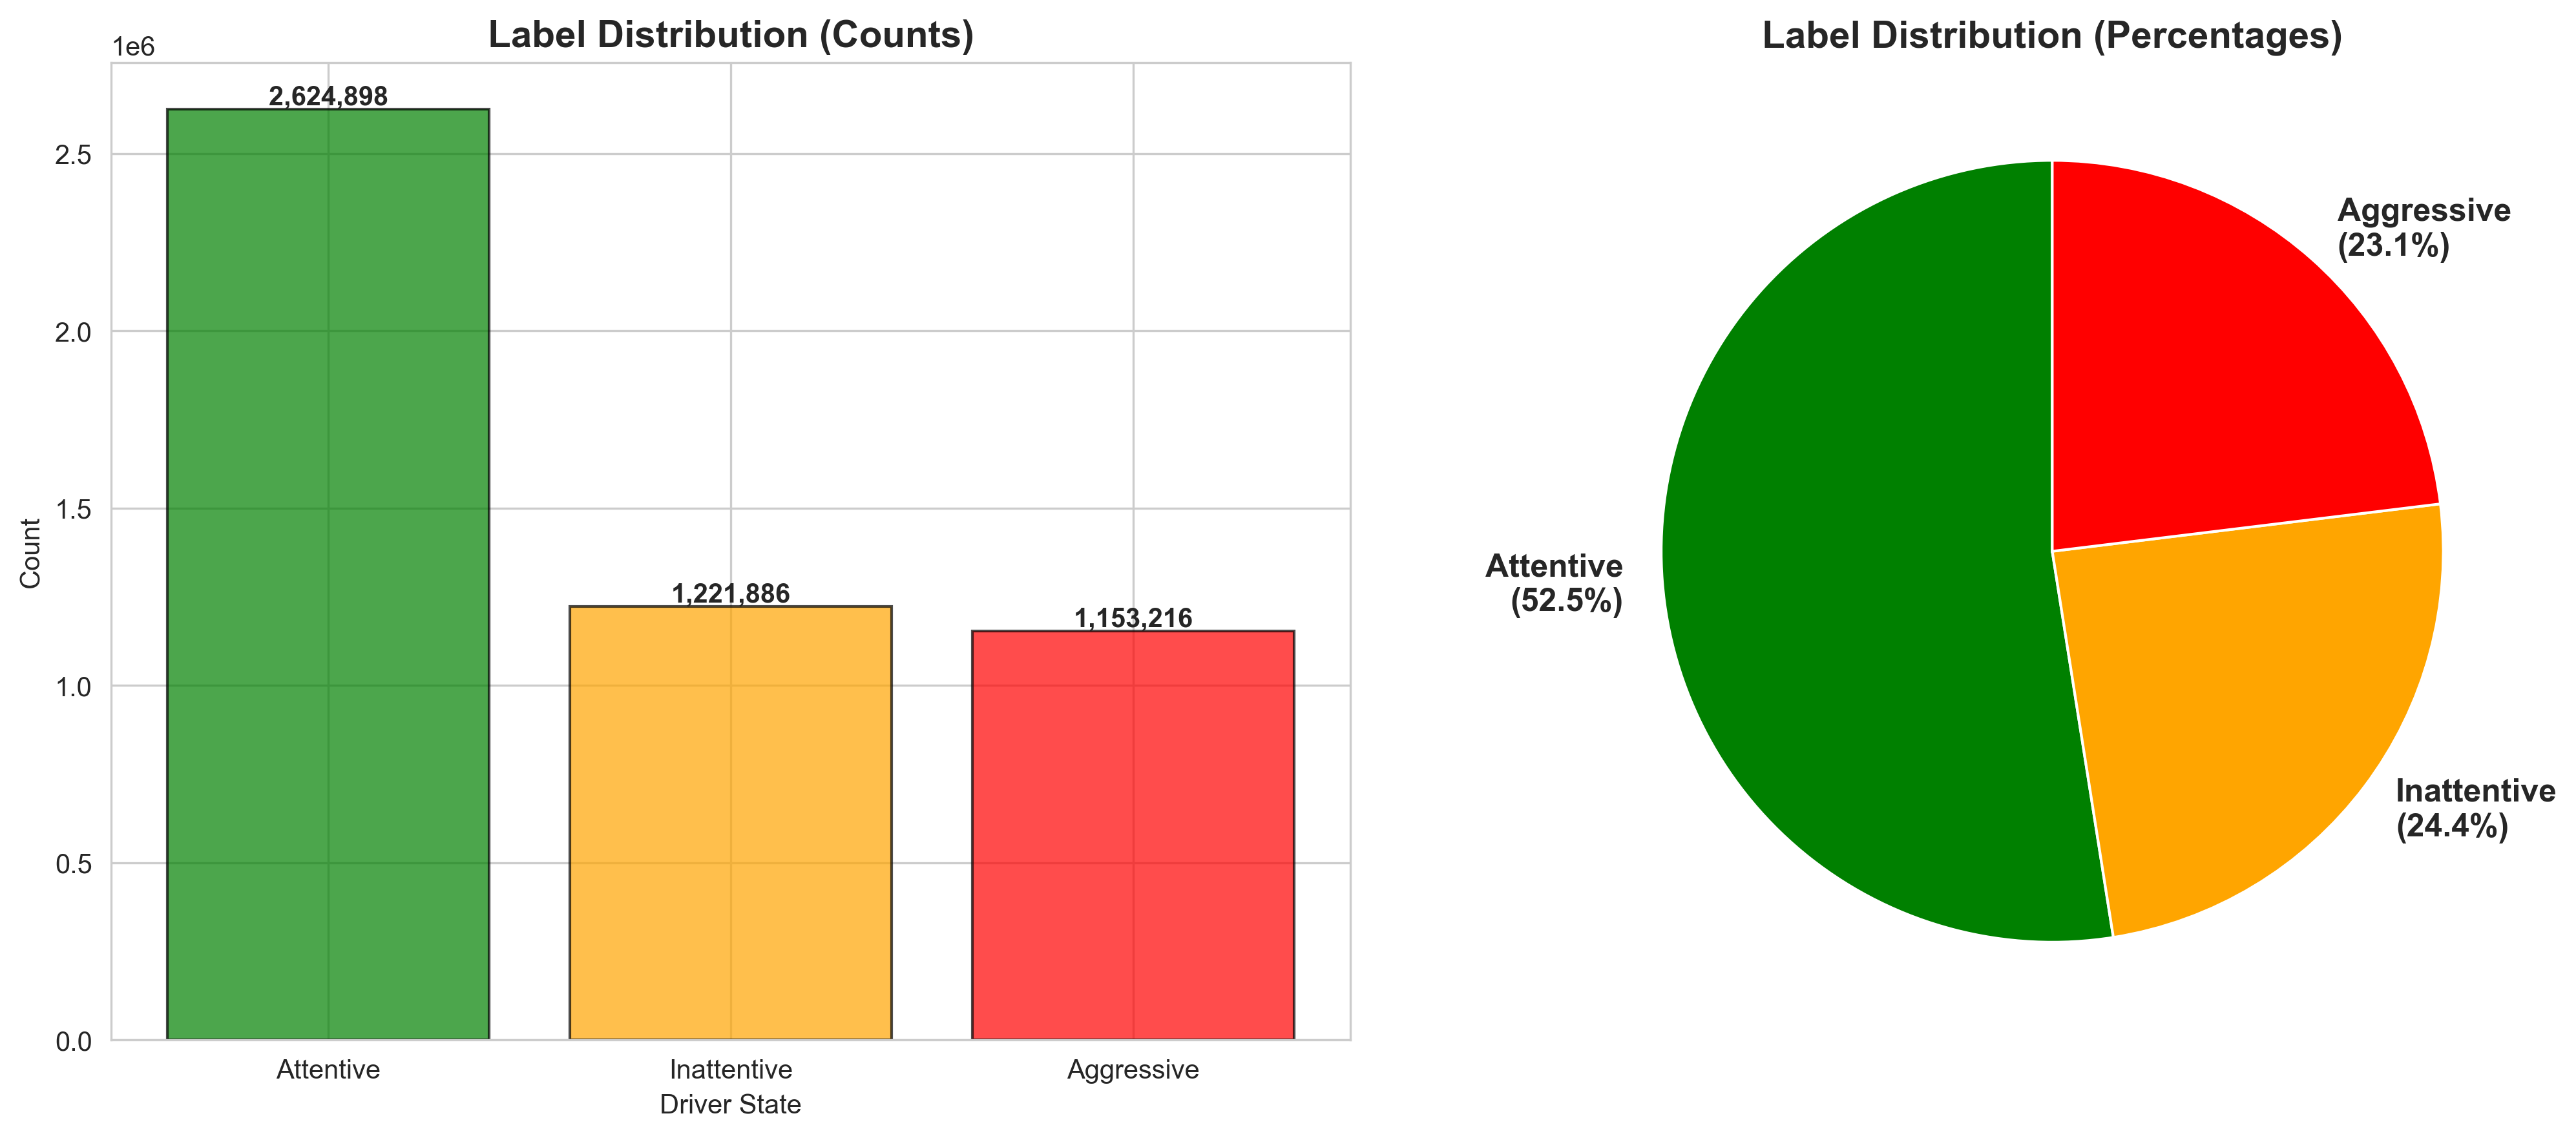 Label Distribution (Counts)
1e6
2,624,898
1,221,886
1,153,216
2.5
2.0
1.5
1.0
0.5
0.0
Count
Attentive
Inattentive
Aggressive
Driver State
Label Distribution (Percentages)
Aggressive
(23.1%)
Attentive
(52.5%)
Inattentive
(24.4%)